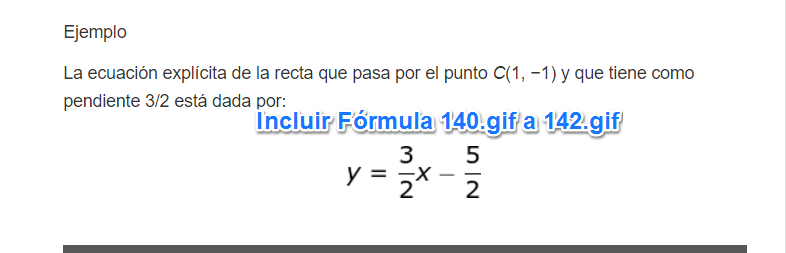 Ejemplo
La ecuación explícita de la recta que pasa por el punto C(1, −1) y que tiene como
pendiente 3/2 está dada por:
Incluir Fórmula 140.gif a 142.gif
y = 3/2 x − 5/2